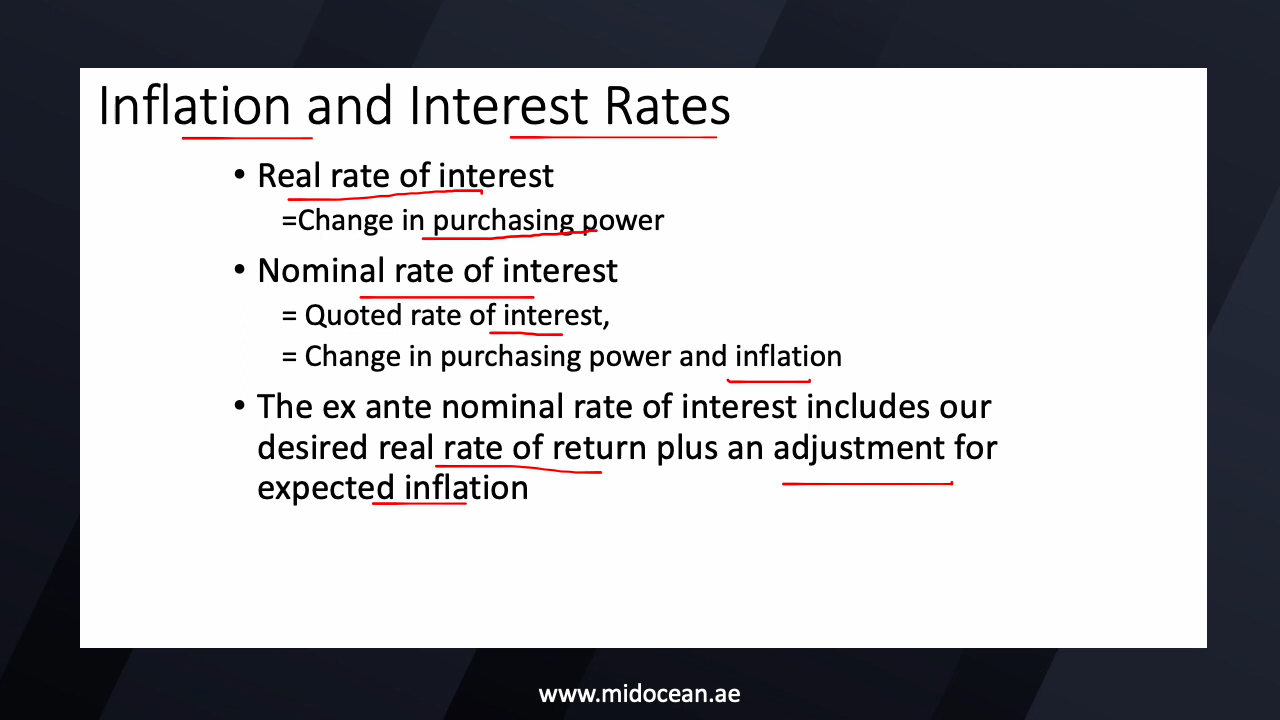 Inflation and Interest Rates
• Real rate of interest
=Change in purchasing power
• Nominal rate of interest
= Quoted rate of interest,
= Change in purchasing power and inflation
• The ex ante nominal rate of interest includes our
desired real rate of return plus an adjustment for
expected inflation
www.midocean.ae